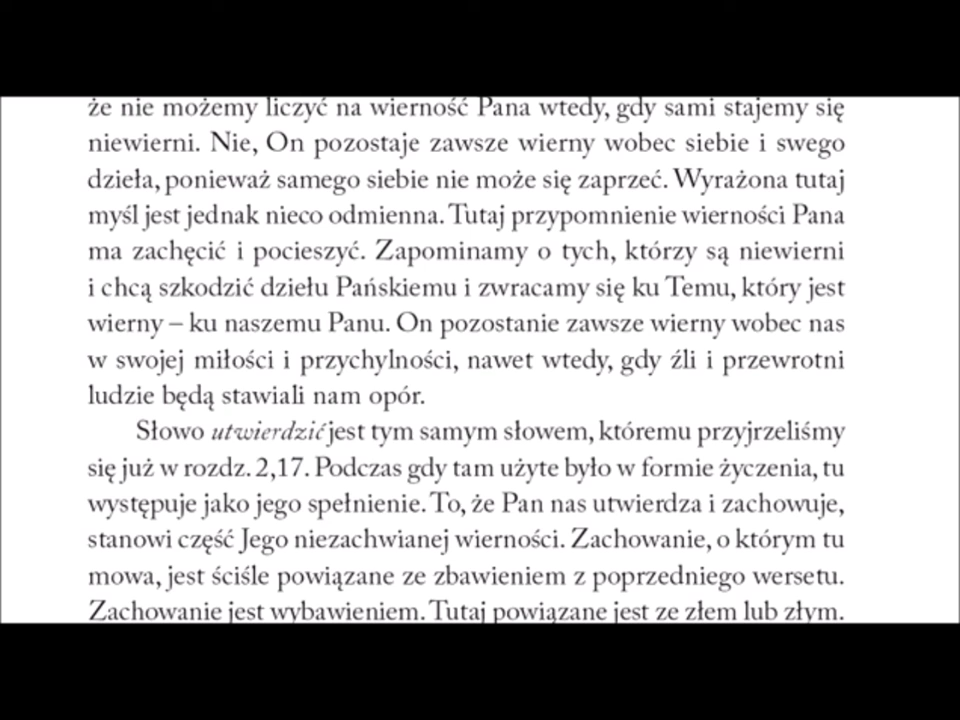 że nie możemy liczyć na wierność Pana wtedy, gdy sami stajemy się
niewierni. Nie, On pozostaje zawsze wierny wobec siebie i swego
dzieła, ponieważ samego siebie nie może się zaprzeć. Wyrażona tutaj
myśl jest jednak nieco odmienna. Tutaj przypomnienie wierności Pana
ma zachęcić i pocieszyć. Zapominamy o tych, którzy są niewierni
i chcą szkodzić dziełu Pańskiemu i zwracamy się ku Temu, który jest
wierny – ku naszemu Panu. On pozostanie zawsze wierny wobec nas
w swojej miłości i przychylności, nawet wtedy, gdy źli i przewrotni
ludzie będą stawiali nam opór.
Słowo utwierdzić jest tym samym słowem, któremu przyjrzeliśmy
się już w rozdz. 2,17. Podczas gdy tam użyte było w formie życzenia, tu
występuje jako jego spełnienie. To, że Pan nas utwierdza i zachowuje,
stanowi część Jego niezachwianej wierności. Zachowanie, o którym tu
mowa, jest ściśle powiązane ze zbawieniem z poprzedniego wersetu.
Zachowanie jest wybawieniem. Tutaj powiązane jest ze złem lub złym.